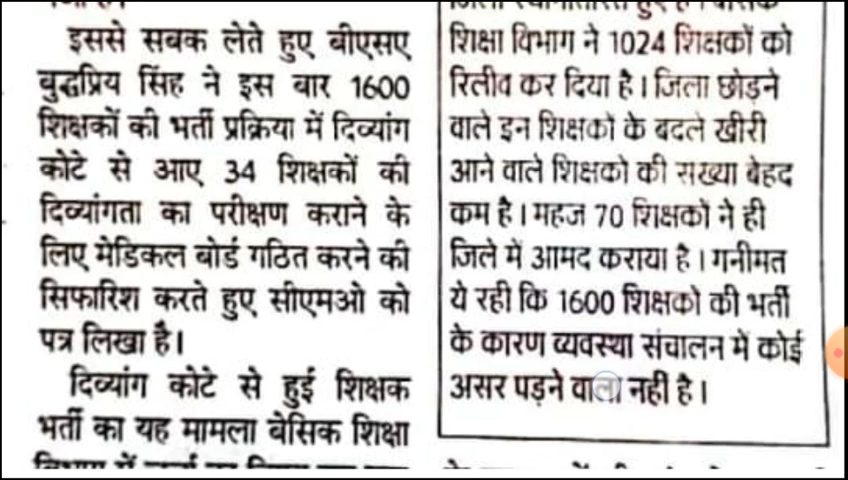 इससे सबक लेते हुए बीएसए
बुद्धप्रिय सिंह ने इस बार 1600
शिक्षकों की भर्ती प्रक्रिया में दिव्यांग
कोटे से आए 34 शिक्षकों की
दिव्यांगता का परीक्षण कराने के
लिए मेडिकल बोर्ड गठित करने की
सिफारिश करते हुए सीएमओ को
पत्र लिखा है।
दिव्यांग कोटे से हुई शिक्षक
भर्ती का यह मामला बेसिक शिक्षा
शिक्षा विभाग ने 1024 शिक्षकों को
रिलीव कर दिया है। जिला छोड़ने
वाले इन शिक्षकों के बदले खीरी
आने वाले शिक्षको की संख्या बेहद
कम है। महज 70 शिक्षकों ने ही
जिले में आमद कराया है। गनीमत
ये रही कि 1600 शिक्षको की भर्ती
के कारण व्यवस्था संचालन में कोई
असर पड़ने वाला नहीं है।